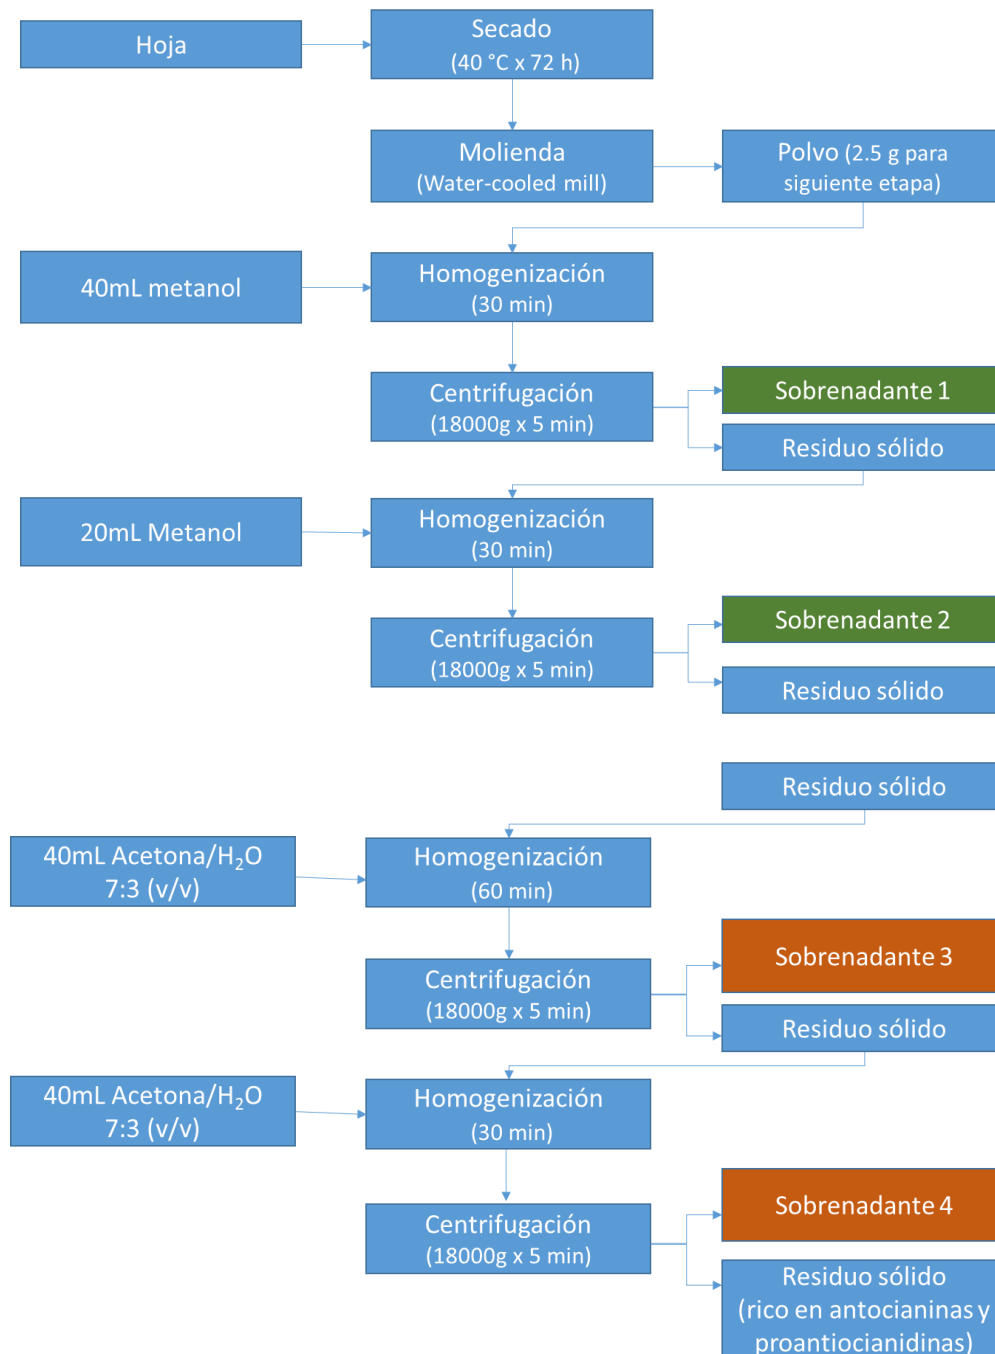 Hoja
Secado
(40 °C x 72 h)
Molienda
(Water-cooled mill)
Polvo (2.5 g para
siguiente etapa)
40mL metanol
Homogenización
(30 min)
Centrifugación
(18000g x 5 min)
Sobrenadante 1
Residuo sólido
20mL Metanol
Homogenización
(30 min)
Centrifugación
(18000g x 5 min)
Sobrenadante 2
Residuo sólido
Residuo sólido
40mL Acetona/H₂O
7:3 (v/v)
Homogenización
(60 min)
Centrifugación
(18000g x 5 min)
Sobrenadante 3
Residuo sólido
40mL Acetona/H₂O
7:3 (v/v)
Homogenización
(30 min)
Centrifugación
(18000g x 5 min)
Sobrenadante 4
Residuo sólido
(rico en antocianinas y
proantiocianidinas)